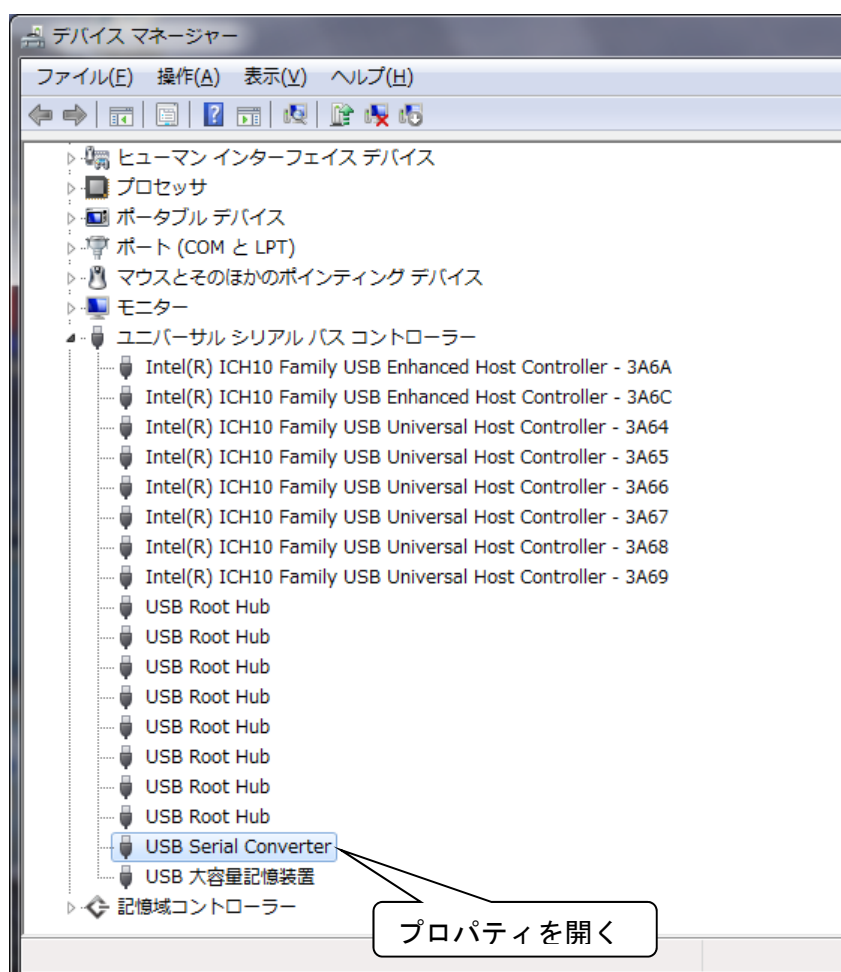 デバイス マネージャー
ファイル(F) 操作(A) 表示(V) ヘルプ(H)
ヒューマン インターフェイス デバイス
プロセッサ
ポータブル デバイス
ポート (COM と LPT)
マウスとそのほかのポインティング デバイス
モニター
ユニバーサル シリアル バス コントローラー
Intel(R) ICH10 Family USB Enhanced Host Controller - 3A6A
Intel(R) ICH10 Family USB Enhanced Host Controller - 3A6C
Intel(R) ICH10 Family USB Universal Host Controller - 3A64
Intel(R) ICH10 Family USB Universal Host Controller - 3A65
Intel(R) ICH10 Family USB Universal Host Controller - 3A66
Intel(R) ICH10 Family USB Universal Host Controller - 3A67
Intel(R) ICH10 Family USB Universal Host Controller - 3A68
Intel(R) ICH10 Family USB Universal Host Controller - 3A69
USB Root Hub
USB Root Hub
USB Root Hub
USB Root Hub
USB Root Hub
USB Root Hub
USB Root Hub
USB Root Hub
USB Serial Converter
USB 大容量記憶装置
記憶域コントローラー
プロパティを開く